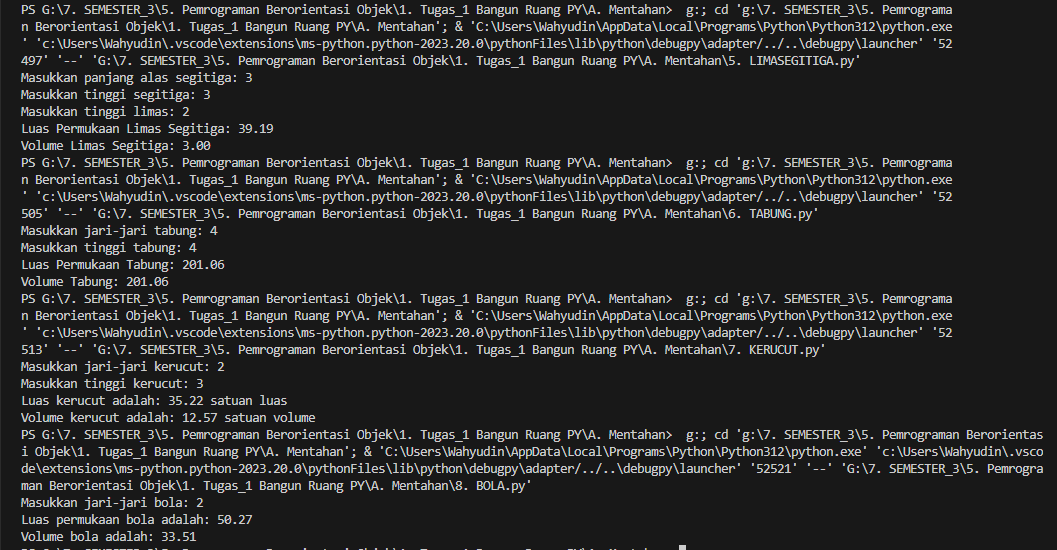 PS G:\7. SEMESTER_3\5. Pemrograman Berorientasi Objek\1. Tugas_1 Bangun Ruang PY\A. Mentahan>  g:; cd 'g:\7. SEMESTER_3\5. Pemrograma
n Berorientasi Objek\1. Tugas_1 Bangun Ruang PY\A. Mentahan'; & 'C:\Users\Wahyudin\AppData\Local\Programs\Python\Python312\python.exe
' 'c:\Users\Wahyudin\.vscode\extensions\ms-python.python-2023.20.0\pythonFiles\lib\python\debugpy\adapter/../..\debugpy\launcher' '52
497' '--' 'G:\7. SEMESTER_3\5. Pemrograman Berorientasi Objek\1. Tugas_1 Bangun Ruang PY\A. Mentahan\5. LIMASEGITIGA.py'
Masukkan panjang alas segitiga: 3
Masukkan tinggi segitiga: 3
Masukkan tinggi limas: 2
Luas Permukaan Limas Segitiga: 39.19
Volume Limas Segitiga: 3.00
PS G:\7. SEMESTER_3\5. Pemrograman Berorientasi Objek\1. Tugas_1 Bangun Ruang PY\A. Mentahan>  g:; cd 'g:\7. SEMESTER_3\5. Pemrograma
n Berorientasi Objek\1. Tugas_1 Bangun Ruang PY\A. Mentahan'; & 'C:\Users\Wahyudin\AppData\Local\Programs\Python\Python312\python.exe
' 'c:\Users\Wahyudin\.vscode\extensions\ms-python.python-2023.20.0\pythonFiles\lib\python\debugpy\adapter/../..\debugpy\launcher' '52
505' '--' 'G:\7. SEMESTER_3\5. Pemrograman Berorientasi Objek\1. Tugas_1 Bangun Ruang PY\A. Mentahan\6. TABUNG.py'
Masukkan jari-jari tabung: 4
Masukkan tinggi tabung: 4
Luas Permukaan Tabung: 201.06
Volume Tabung: 201.06
PS G:\7. SEMESTER_3\5. Pemrograman Berorientasi Objek\1. Tugas_1 Bangun Ruang PY\A. Mentahan>  g:; cd 'g:\7. SEMESTER_3\5. Pemrograma
n Berorientasi Objek\1. Tugas_1 Bangun Ruang PY\A. Mentahan'; & 'C:\Users\Wahyudin\AppData\Local\Programs\Python\Python312\python.exe
' 'c:\Users\Wahyudin\.vscode\extensions\ms-python.python-2023.20.0\pythonFiles\lib\python\debugpy\adapter/../..\debugpy\launcher' '52
513' '--' 'G:\7. SEMESTER_3\5. Pemrograman Berorientasi Objek\1. Tugas_1 Bangun Ruang PY\A. Mentahan\7. KERUCUT.py'
Masukkan jari-jari kerucut: 2
Masukkan tinggi kerucut: 3
Luas kerucut adalah: 35.22 satuan luas
Volume kerucut adalah: 12.57 satuan volume
PS G:\7. SEMESTER_3\5. Pemrograman Berorientasi Objek\1. Tugas_1 Bangun Ruang PY\A. Mentahan>  g:; cd 'g:\7. SEMESTER_3\5. Pemrograman Berorientas
i Objek\1. Tugas_1 Bangun Ruang PY\A. Mentahan'; & 'C:\Users\Wahyudin\AppData\Local\Programs\Python\Python312\python.exe' 'c:\Users\Wahyudin\.vsco
de\extensions\ms-python.python-2023.20.0\pythonFiles\lib\python\debugpy\adapter/../..\debugpy\launcher' '52521' '--' 'G:\7. SEMESTER_3\5. Pemrogra
man Berorientasi Objek\1. Tugas_1 Bangun Ruang PY\A. Mentahan\8. BOLA.py'
Masukkan jari-jari bola: 2
Luas permukaan bola adalah: 50.27
Volume bola adalah: 33.51